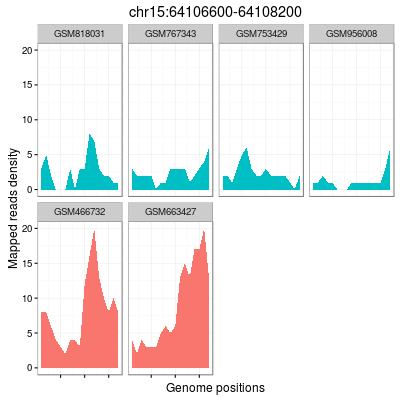 chr15:64106600-64108200
GSM818031 GSM767343 GSM753429 GSM956008
20
15
10
5
0
GSM466732 GSM663427
20
15
10
5
0
Mapped reads density
Genome positions